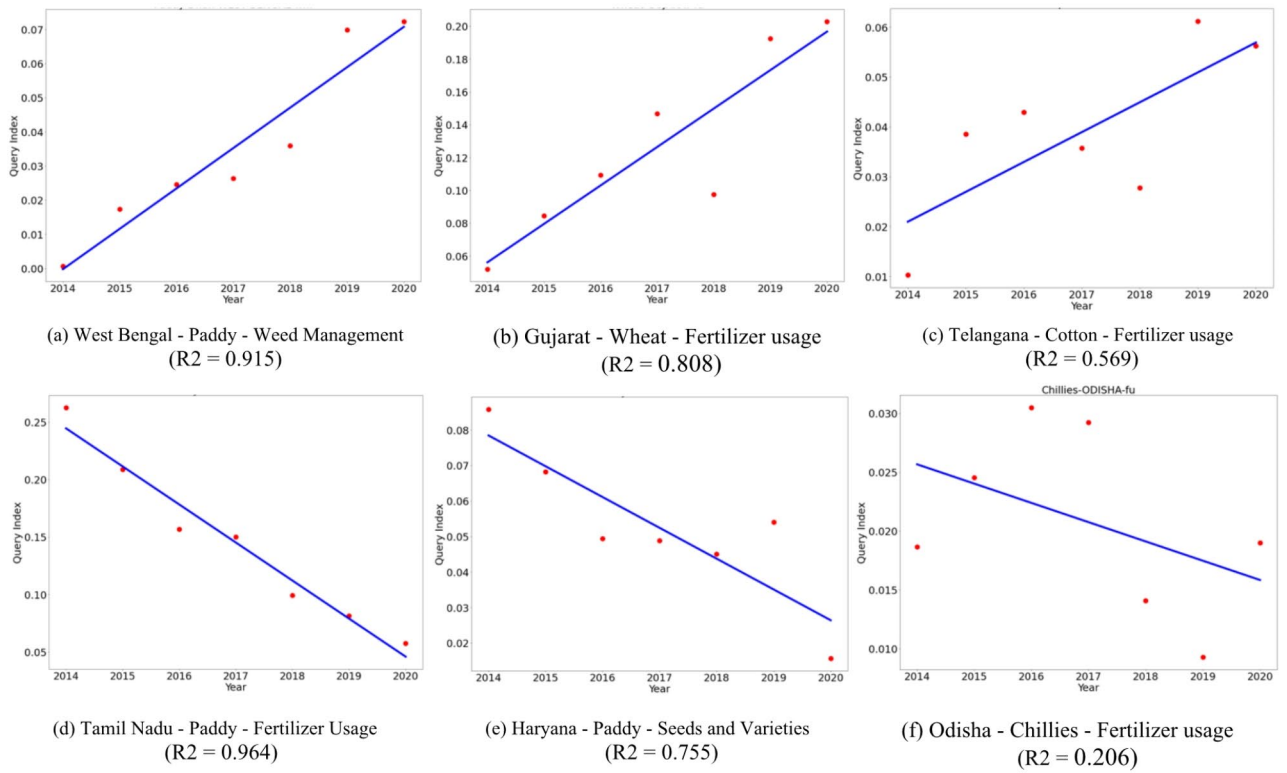 0.07
0.06
0.05
0.04
0.03
0.02
0.01
0.00
Query Index
2014 2015 2016 2017 2018 2019 2020
Year
(a) West Bengal - Paddy - Weed Management
(R2 = 0.915)
0.20
0.18
0.16
0.14
0.12
0.10
0.08
0.06
Query Index
2014 2015 2016 2017 2018 2019 2020
Year
(b) Gujarat - Wheat - Fertilizer usage
(R2 = 0.808)
0.06
0.05
0.04
0.03
0.02
0.01
Query Index
2014 2015 2016 2017 2018 2019 2020
Year
(c) Telangana - Cotton - Fertilizer usage
(R2 = 0.569)
0.25
0.20
0.15
0.10
0.05
Query Index
2014 2015 2016 2017 2018 2019 2020
Year
(d) Tamil Nadu - Paddy - Fertilizer Usage
(R2 = 0.964)
0.08
0.07
0.06
0.05
0.04
0.03
0.02
Query Index
2014 2015 2016 2017 2018 2019 2020
Year
(e) Haryana - Paddy - Seeds and Varieties
(R2 = 0.755)
Chillies-ODISHA-fu
0.030
0.025
0.020
0.015
0.010
Query Index
2014 2015 2016 2017 2018 2019 2020
Year
(f) Odisha - Chillies - Fertilizer usage
(R2 = 0.206)